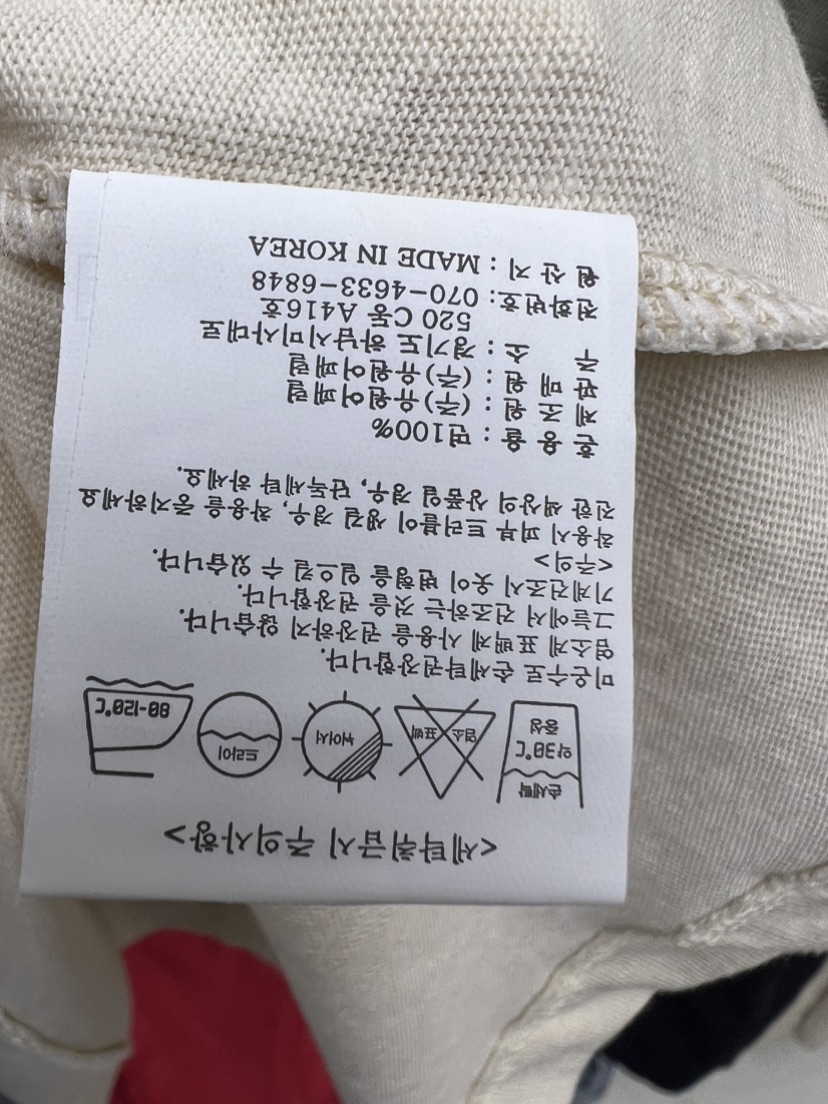 <세탁취급시 주의사항>
손세탁
약30℃
중성
염소
표백
뉘어서
드라이
80-120℃
미온수로 손세탁권장합니다.
염소계 표백제 사용을 권장하지 않습니다.
그늘에서 건조하는 것을 권장합니다.
기계건조시 옷이 변형을 일으킬 수 있습니다.
<주의>
착용시 피부 트러블이 생길 경우, 착용을 중지하세요
진한 색상의 상품일 경우, 단독세탁 하세요.
혼 용 율 : 면100%
제 조 원 : (주)유원어패럴
판 매 원 : (주)유원어패럴
주 소 : 경기도 하남시미사대로
520 C동 A416호
전화번호: 070-4633-6848
원 산 지 : MADE IN KOREA